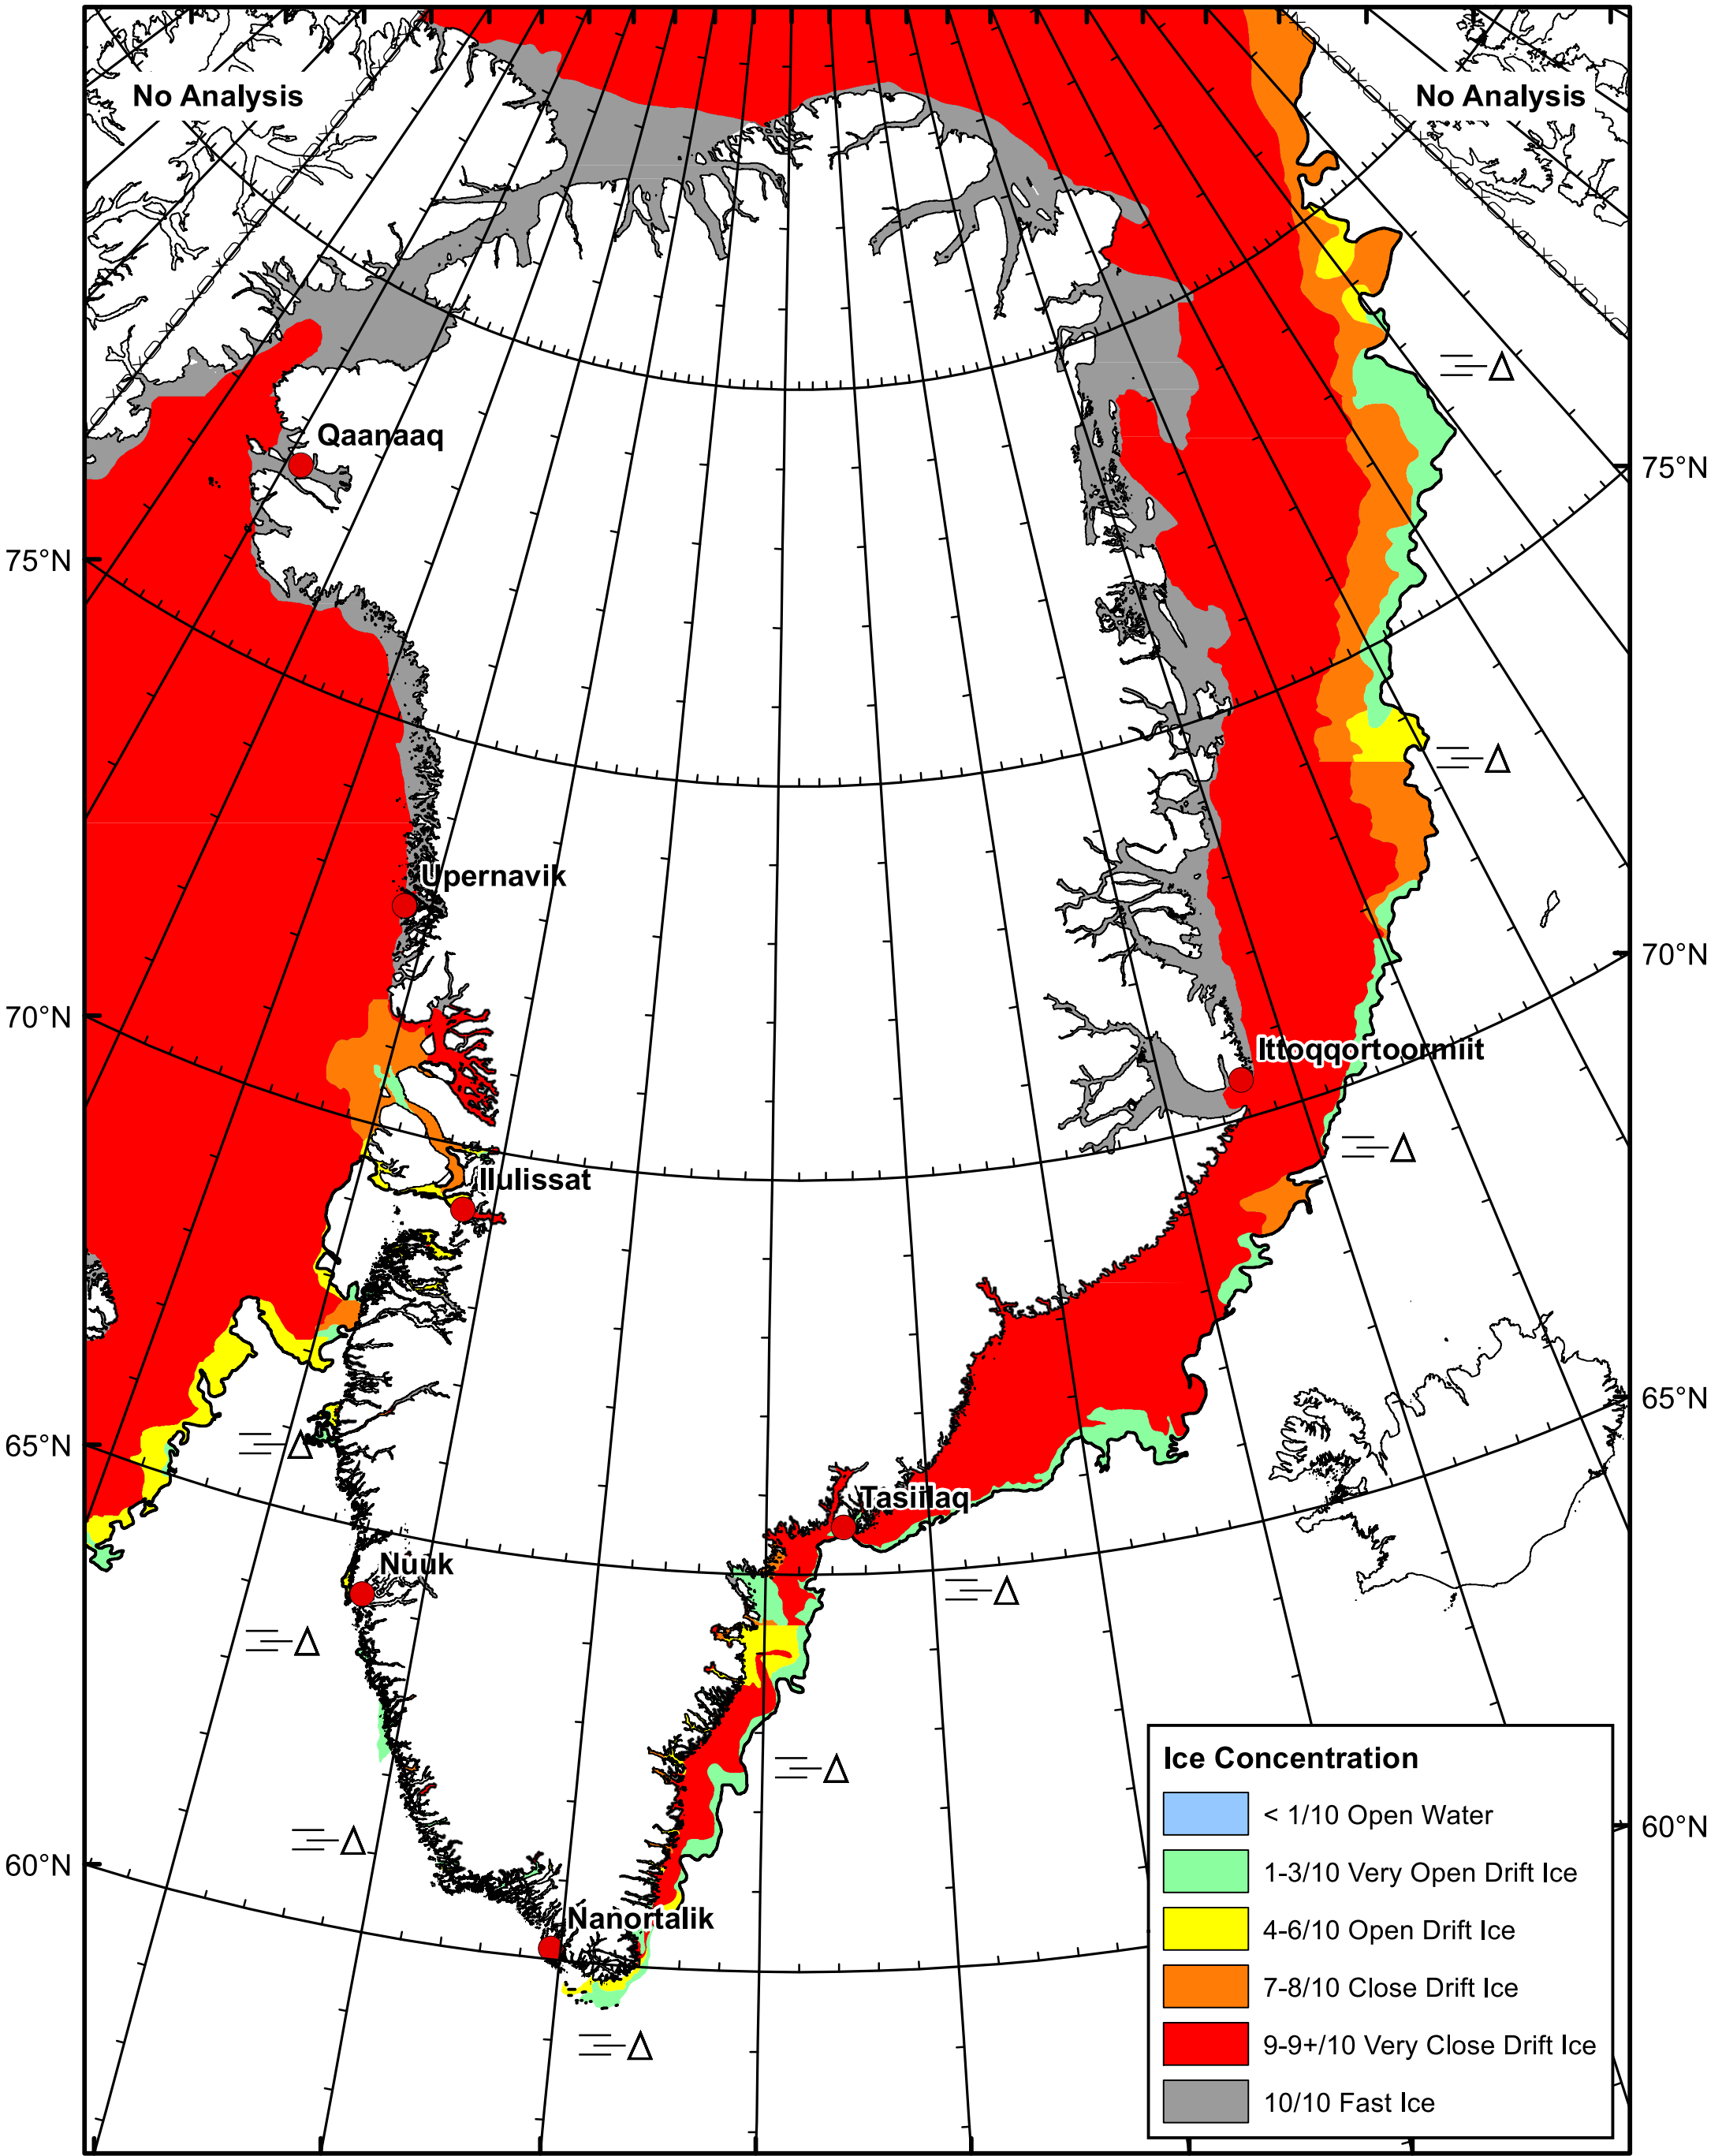 No Analysis
No Analysis
Qaanaaq
75°N
75°N
Upernavik
70°N
70°N
Ittoqqortoormiit
Ilulissat
65°N
65°N
Tasiilaq
Nuuk
60°N
60°N
Nanortalik
Ice Concentration
< 1/10 Open Water
1-3/10 Very Open Drift Ice
4-6/10 Open Drift Ice
7-8/10 Close Drift Ice
9-9+/10 Very Close Drift Ice
10/10 Fast Ice